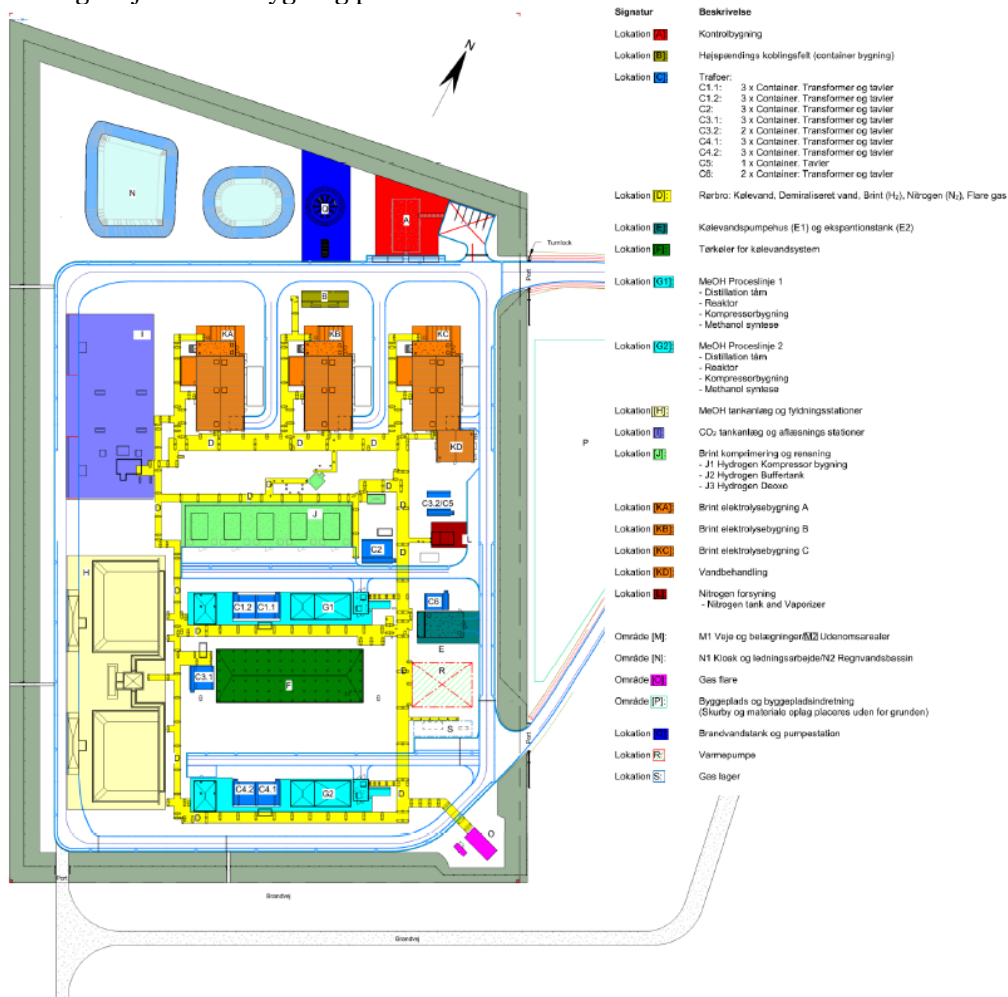 Signatur Beskrivelse
Lokation [A]: Kontrolbygning
Lokation [B]: Højspændings koblingsfelt (container bygning)
Lokation [C]: Trafoer:
C1.1: 3 x Container. Transformer og tavler
C1.2: 3 x Container. Transformer og tavler
C2: 3 x Container. Transformer og tavler
C3.1: 3 x Container. Transformer og tavler
C3.2: 2 x Container. Transformer og tavler
C4.1: 3 x Container. Transformer og tavler
C4.2: 3 x Container. Transformer og tavler
C5: 1 x Container. Tavler
C6: 2 x Container. Transformer og tavler
Lokation [D]: Rørbro: Kølevand, Demiraliseret vand, Brint (H₂), Nitrogen (N₂), Flare gas
Lokation [E]: Kølevandspumpehus (E1) og ekspantionstank (E2)
Lokation [F]: Tørkøler for kølevandsystem
Lokation [G1]: MeOH Proceslinje 1
- Distillation tårn
- Reaktor
- Kompressorbygning
- Methanol syntese
Lokation [G2]: MeOH Proceslinje 2
- Distillation tårn
- Reaktor
- Kompressorbygning
- Methanol syntese
Lokation [H]: MeOH tankanlæg og fyldningsstationer
Lokation [I]: CO₂ tankanlæg og aflæsnings stationer
Lokation [J]: Brint komprimering og rensning
- J1 Hydrogen Kompressor bygning
- J2 Hydrogen Buffertank
- J3 Hydrogen Deoxo
Lokation [KA]: Brint elektrolysebygning A
Lokation [KB]: Brint elektrolysebygning B
Lokation [KC]: Brint elektrolysebygning C
Lokation [KD]: Vandbehandling
Lokation [L]: Nitrogen forsyning
- Nitrogen tank and Vaporizer
Område [M]: M1 Veje og belægninger/M2 Udenomsarealer
Område [N]: N1 Kloak og ledningsarbejde/N2 Regnvandsbassin
Område [O]: Gas flare
Område [P]: Byggeplads og byggepladsindretning
(Skurby og materiale oplag placeres uden for grunden)
Lokation Brandvandstank og pumpestation
Lokation R: Varmepumpe
Lokation S: Gas lager
N
N
A
Turnlock
Port
B
I
KA
KB
KC
D
D
D
D
KD
P
D
D
D
C3.2/C5
J
L
C2
D
H
C1.2
C1.1
G1
C6
D
D
E
C3.1
F
D
R
S
D
Port
C4.2
C4.1
G2
D
D
O
Port
Grøndvej
Grøndvej